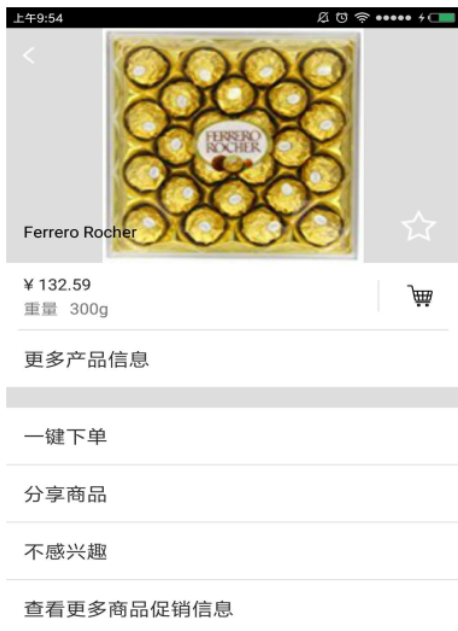 上午9:54
FERRERO
ROCHER
Ferrero Rocher
¥ 132.59
重量 300g
更多产品信息
一键下单
分享商品
不感兴趣
查看更多商品促销信息